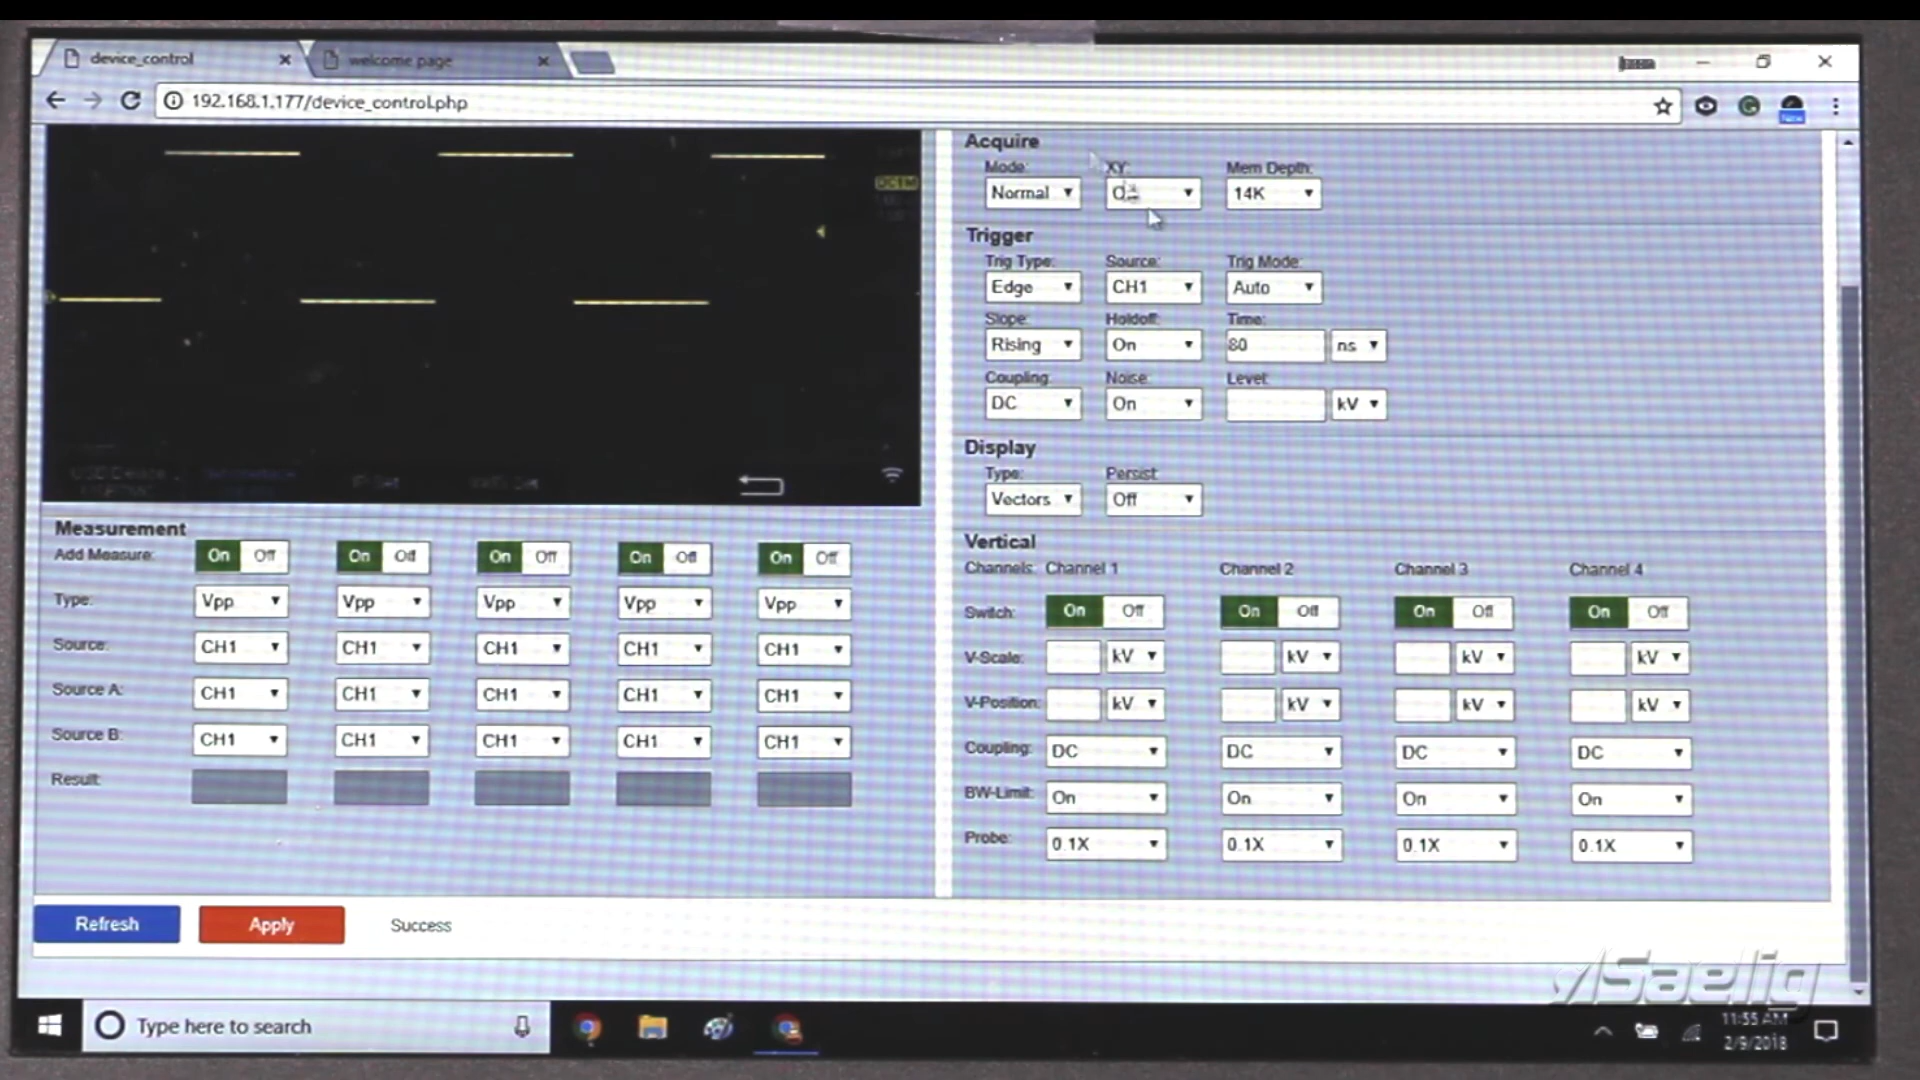 device_control
welcome page
192.168.1.177/device_control.php
New
DC1M
Acquire
Mode: XY: Mem Depth:
Normal 14K
Trigger
Trig Type: Source: Trig Mode:
Edge CH1 Auto
Slope: Holdoff: Time:
Rising On 80 ns
Coupling: Noise: Level:
DC On kV
Display
Type: Persist:
Vectors Off
Measurement
Add Measure: On Off On Off On Off On Off On Off
Type: Vpp Vpp Vpp Vpp Vpp
Source: CH1 CH1 CH1 CH1 CH1
Source A: CH1 CH1 CH1 CH1 CH1
Source B: CH1 CH1 CH1 CH1 CH1
Result:
Vertical
Channels: Channel 1 Channel 2 Channel 3 Channel 4
Switch: On Off On Off On Off On Off
V-Scale: kV kV kV kV
V-Position: kV kV kV kV
Coupling: DC DC DC DC
BW-Limit: On On On On
Probe: 0.1X 0.1X 0.1X 0.1X
Refresh Apply Success
Saelig
Type here to search
11:55 AM
2/9/2018